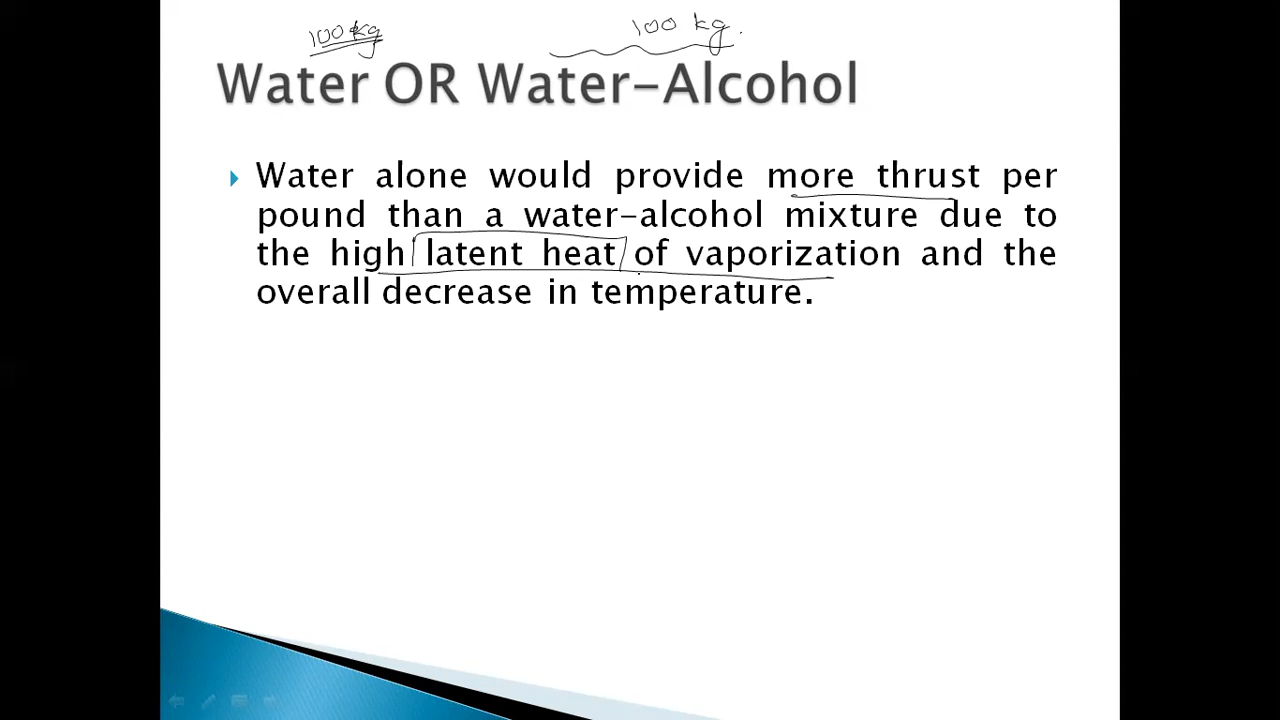 100 kg 100 kg.
Water OR Water-Alcohol
Water alone would provide more thrust per
pound than a water-alcohol mixture due to
the high latent heat of vaporization and the
overall decrease in temperature.